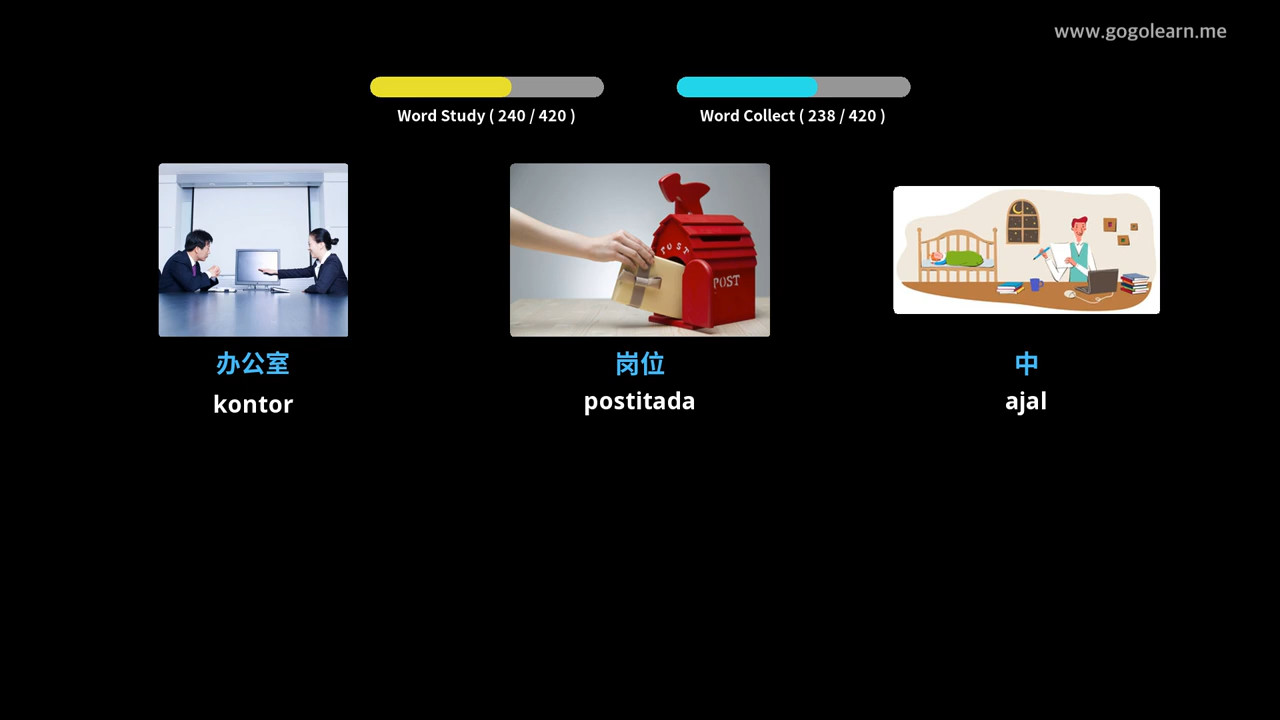 www.gogolearn.me
Word Study ( 240 / 420 )
Word Collect ( 238 / 420 )
POST
POST
办公室
岗位
中
kontor
postitada
ajal